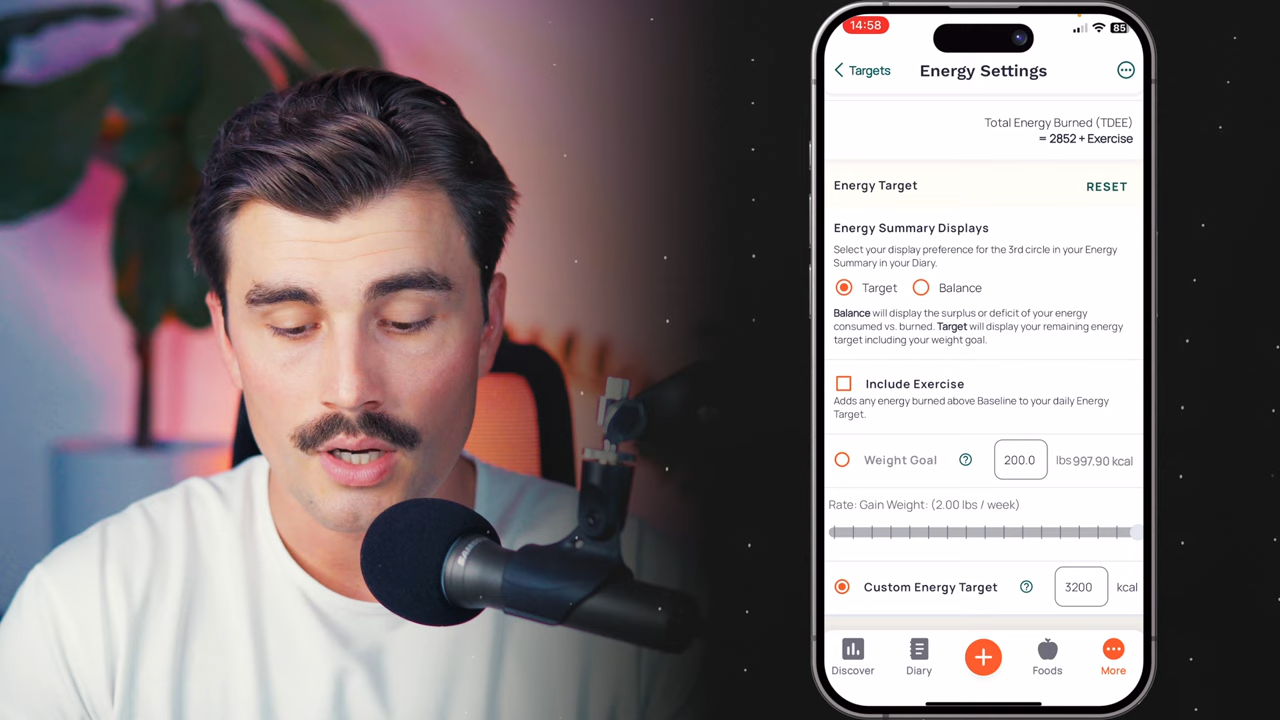 14:58
85
Targets
Energy Settings
Total Energy Burned (TDEE)
= 2852 + Exercise
Energy Target
RESET
Energy Summary Displays
Select your display preference for the 3rd circle in your Energy
Summary in your Diary.
Target
Balance
Balance will display the surplus or deficit of your energy
consumed vs. burned. Target will display your remaining energy
target including your weight goal.
Include Exercise
Adds any energy burned above Baseline to your daily Energy
Target.
Weight Goal ? 200.0 lbs 997.90 kcal
Rate: Gain Weight: (2.00 lbs / week)
Custom Energy Target ? 3200 kcal
Discover
Diary
Foods
More